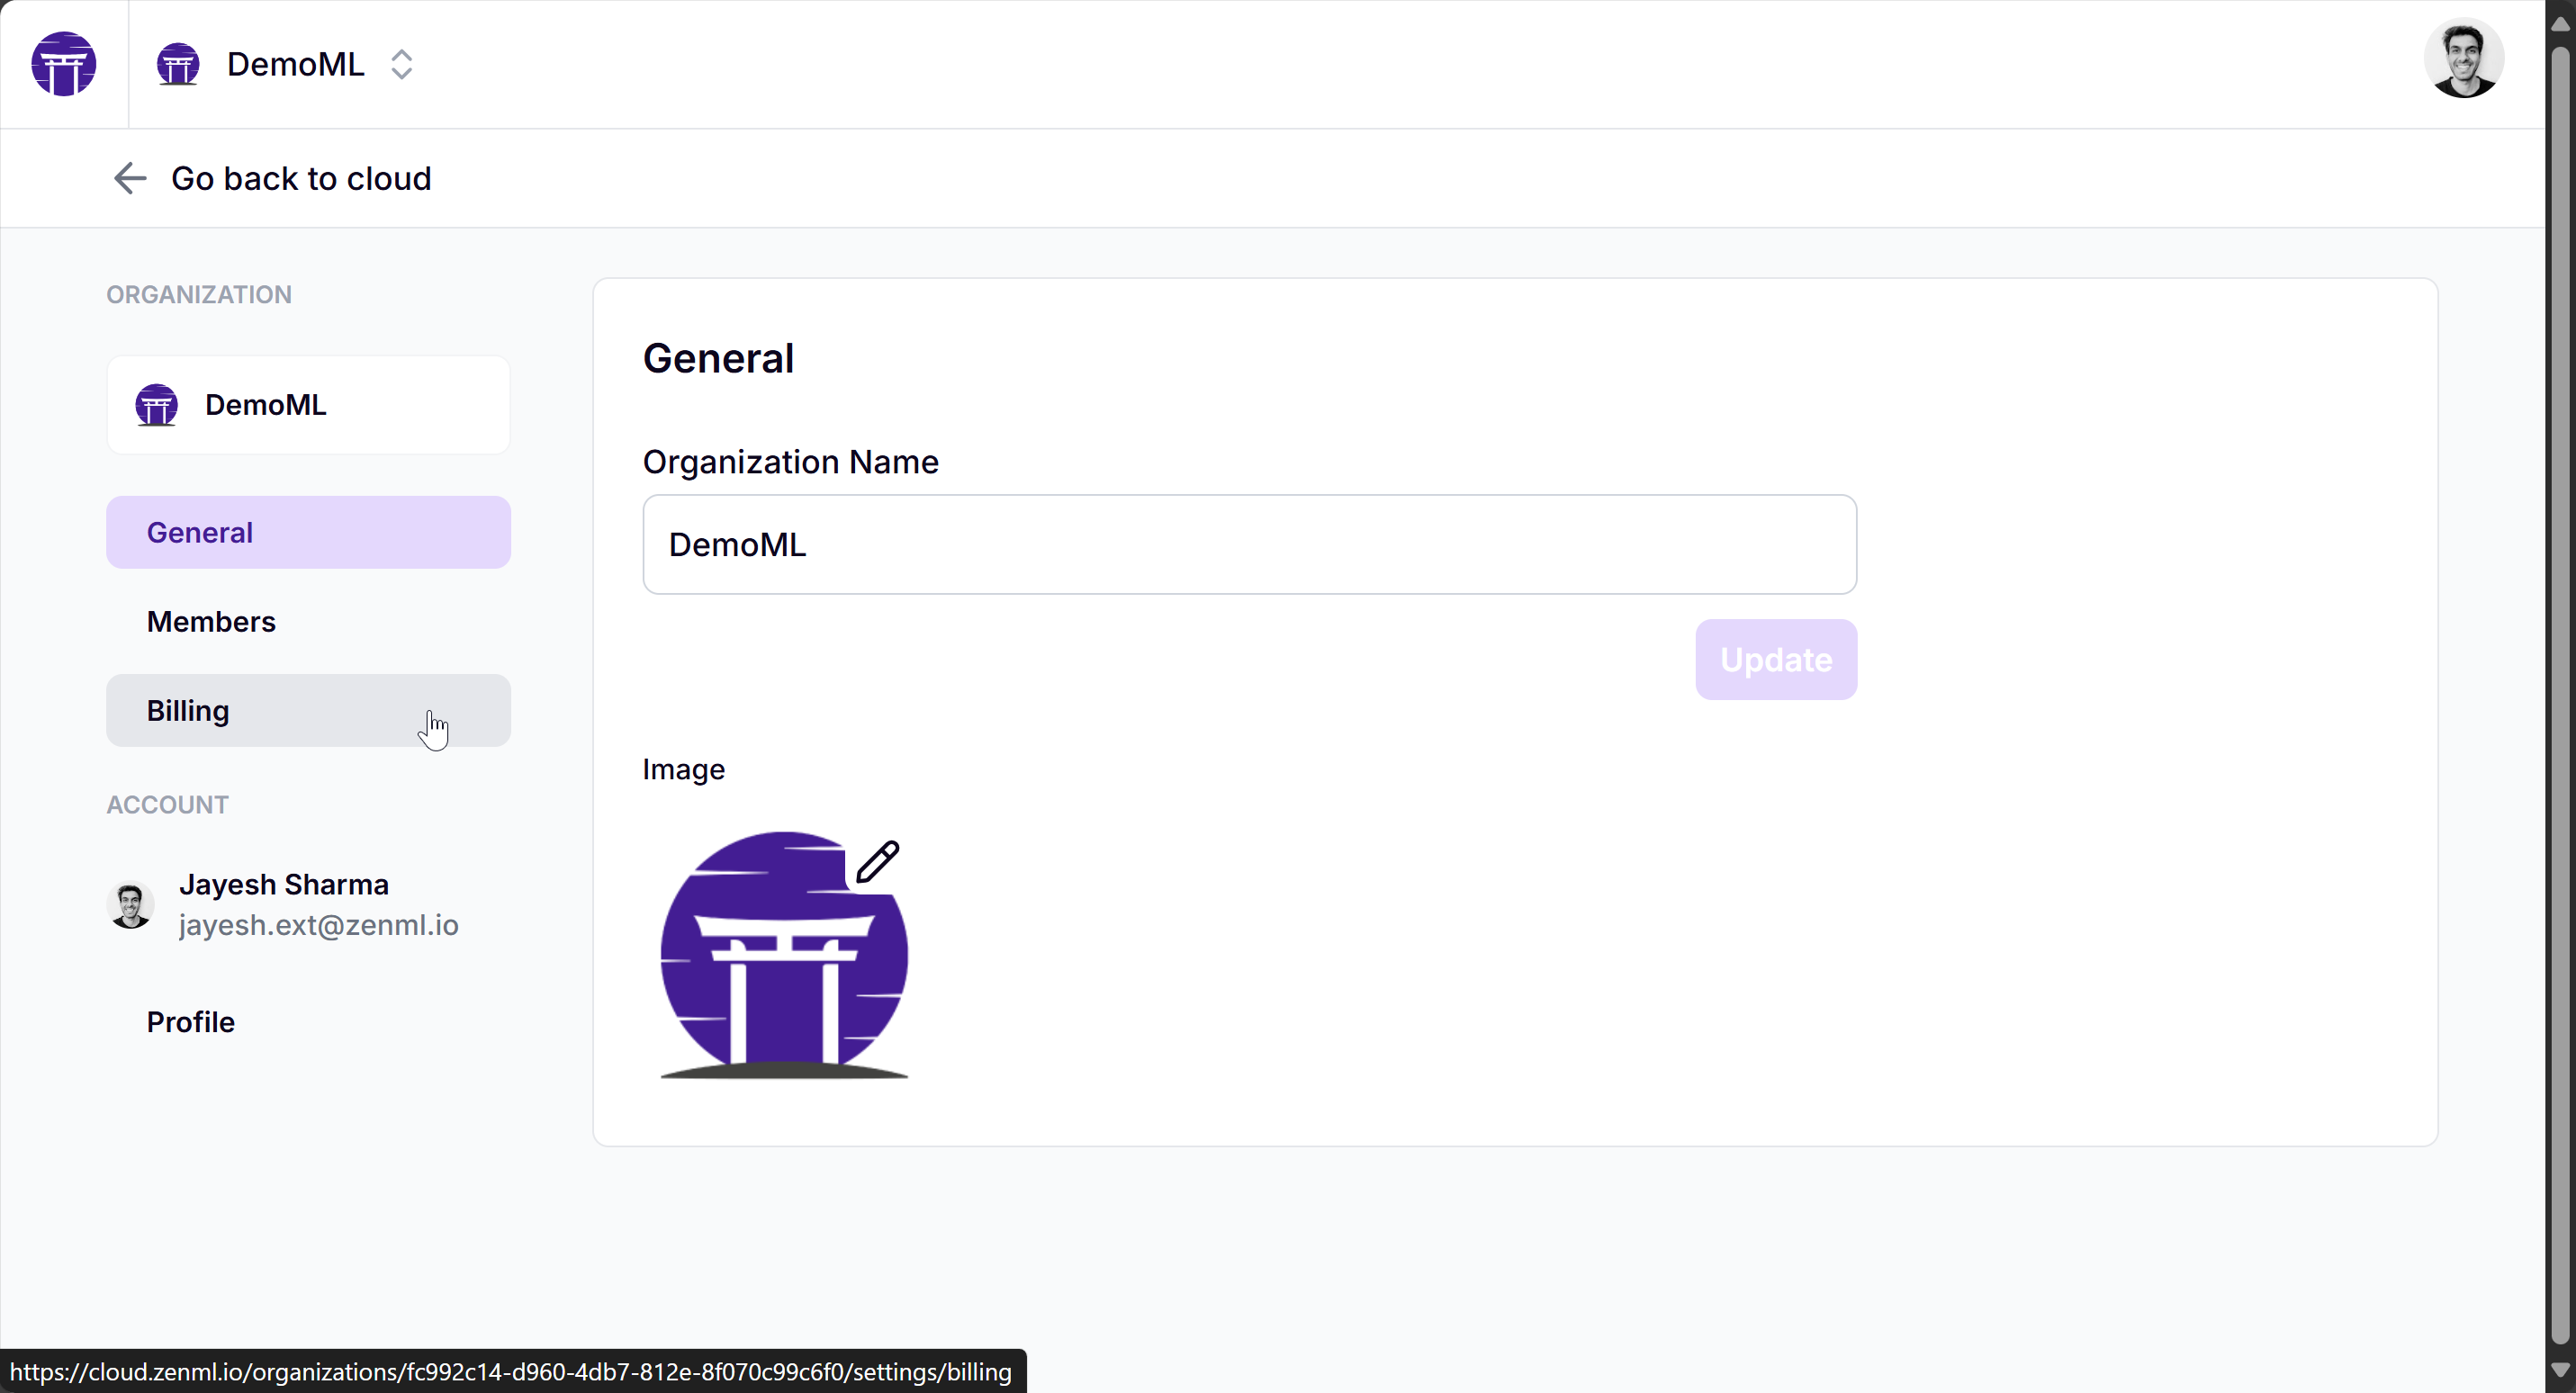 DemoML
Go back to cloud
ORGANIZATION
DemoML
General
Members
Billing
ACCOUNT
Jayesh Sharma
jayesh.ext@zenml.io
Profile
General
Organization Name
DemoML
Update
Image
https://cloud.zenml.io/organizations/fc992c14-d960-4db7-812e-8f070c99c6f0/settings/billing